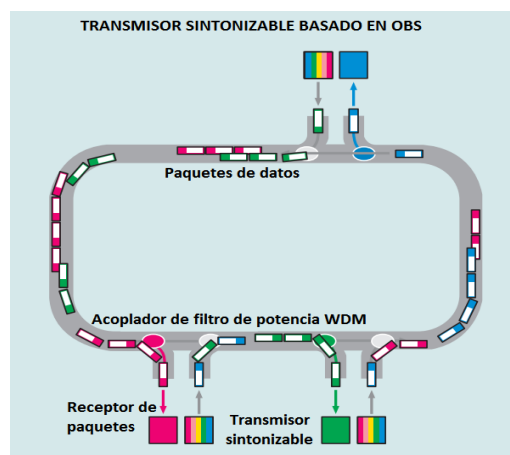 TRANSMISOR SINTONIZABLE BASADO EN OBS
Paquetes de datos
Acoplador de filtro de potencia WDM
Receptor de
paquetes
Transmisor
sintonizable